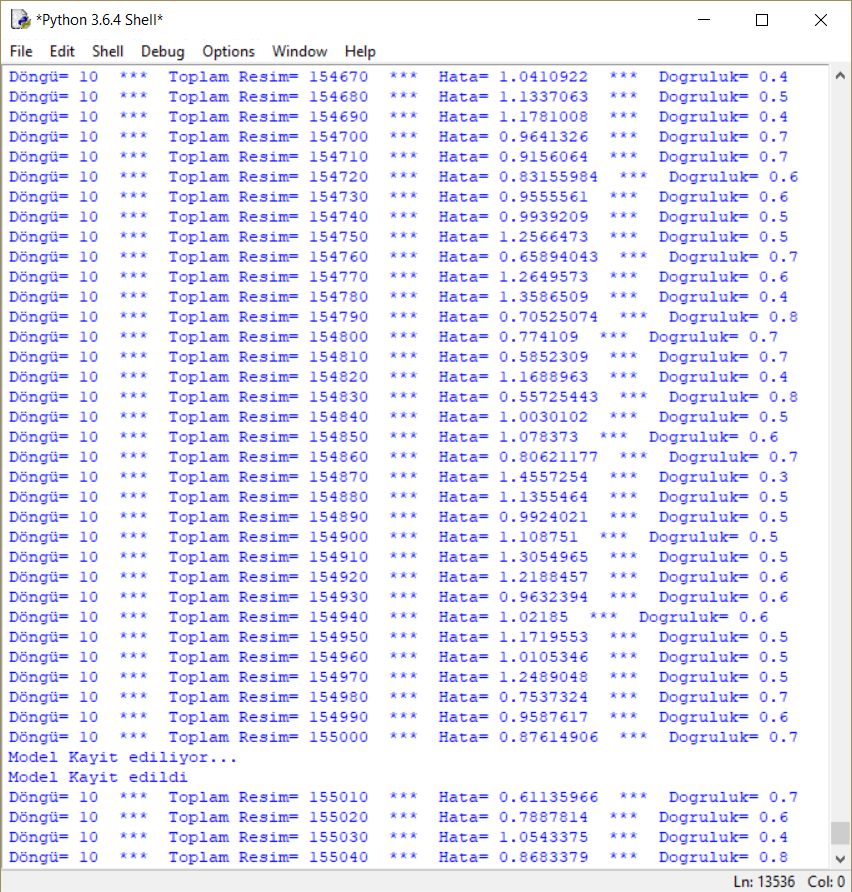 *Python 3.6.4 Shell*
File Edit Shell Debug Options Window Help
Döngü= 10 *** Toplam Resim= 154670 *** Hata= 1.0410922 *** Dogruluk= 0.4
Döngü= 10 *** Toplam Resim= 154680 *** Hata= 1.1337063 *** Dogruluk= 0.5
Döngü= 10 *** Toplam Resim= 154690 *** Hata= 1.1781008 *** Dogruluk= 0.4
Döngü= 10 *** Toplam Resim= 154700 *** Hata= 0.9641326 *** Dogruluk= 0.7
Döngü= 10 *** Toplam Resim= 154710 *** Hata= 0.9156064 *** Dogruluk= 0.7
Döngü= 10 *** Toplam Resim= 154720 *** Hata= 0.83155984 *** Dogruluk= 0.6
Döngü= 10 *** Toplam Resim= 154730 *** Hata= 0.9555561 *** Dogruluk= 0.6
Döngü= 10 *** Toplam Resim= 154740 *** Hata= 0.9939209 *** Dogruluk= 0.5
Döngü= 10 *** Toplam Resim= 154750 *** Hata= 1.2566473 *** Dogruluk= 0.5
Döngü= 10 *** Toplam Resim= 154760 *** Hata= 0.65894043 *** Dogruluk= 0.7
Döngü= 10 *** Toplam Resim= 154770 *** Hata= 1.2649573 *** Dogruluk= 0.6
Döngü= 10 *** Toplam Resim= 154780 *** Hata= 1.3586509 *** Dogruluk= 0.4
Döngü= 10 *** Toplam Resim= 154790 *** Hata= 0.70525074 *** Dogruluk= 0.8
Döngü= 10 *** Toplam Resim= 154800 *** Hata= 0.774109 *** Dogruluk= 0.7
Döngü= 10 *** Toplam Resim= 154810 *** Hata= 0.5852309 *** Dogruluk= 0.7
Döngü= 10 *** Toplam Resim= 154820 *** Hata= 1.1688963 *** Dogruluk= 0.4
Döngü= 10 *** Toplam Resim= 154830 *** Hata= 0.55725443 *** Dogruluk= 0.8
Döngü= 10 *** Toplam Resim= 154840 *** Hata= 1.0030102 *** Dogruluk= 0.5
Döngü= 10 *** Toplam Resim= 154850 *** Hata= 1.078373 *** Dogruluk= 0.6
Döngü= 10 *** Toplam Resim= 154860 *** Hata= 0.80621177 *** Dogruluk= 0.7
Döngü= 10 *** Toplam Resim= 154870 *** Hata= 1.4557254 *** Dogruluk= 0.3
Döngü= 10 *** Toplam Resim= 154880 *** Hata= 1.1355464 *** Dogruluk= 0.5
Döngü= 10 *** Toplam Resim= 154890 *** Hata= 0.9924021 *** Dogruluk= 0.5
Döngü= 10 *** Toplam Resim= 154900 *** Hata= 1.108751 *** Dogruluk= 0.5
Döngü= 10 *** Toplam Resim= 154910 *** Hata= 1.3054965 *** Dogruluk= 0.5
Döngü= 10 *** Toplam Resim= 154920 *** Hata= 1.2188457 *** Dogruluk= 0.6
Döngü= 10 *** Toplam Resim= 154930 *** Hata= 0.9632394 *** Dogruluk= 0.6
Döngü= 10 *** Toplam Resim= 154940 *** Hata= 1.02185 *** Dogruluk= 0.6
Döngü= 10 *** Toplam Resim= 154950 *** Hata= 1.1719553 *** Dogruluk= 0.5
Döngü= 10 *** Toplam Resim= 154960 *** Hata= 1.0105346 *** Dogruluk= 0.5
Döngü= 10 *** Toplam Resim= 154970 *** Hata= 1.2489048 *** Dogruluk= 0.5
Döngü= 10 *** Toplam Resim= 154980 *** Hata= 0.7537324 *** Dogruluk= 0.7
Döngü= 10 *** Toplam Resim= 154990 *** Hata= 0.9587617 *** Dogruluk= 0.6
Döngü= 10 *** Toplam Resim= 155000 *** Hata= 0.87614906 *** Dogruluk= 0.7
Model Kayit ediliyor...
Model Kayit edildi
Döngü= 10 *** Toplam Resim= 155010 *** Hata= 0.61135966 *** Dogruluk= 0.7
Döngü= 10 *** Toplam Resim= 155020 *** Hata= 0.7887814 *** Dogruluk= 0.6
Döngü= 10 *** Toplam Resim= 155030 *** Hata= 1.0543375 *** Dogruluk= 0.4
Döngü= 10 *** Toplam Resim= 155040 *** Hata= 0.8683379 *** Dogruluk= 0.8
Ln: 13536 Col: 0